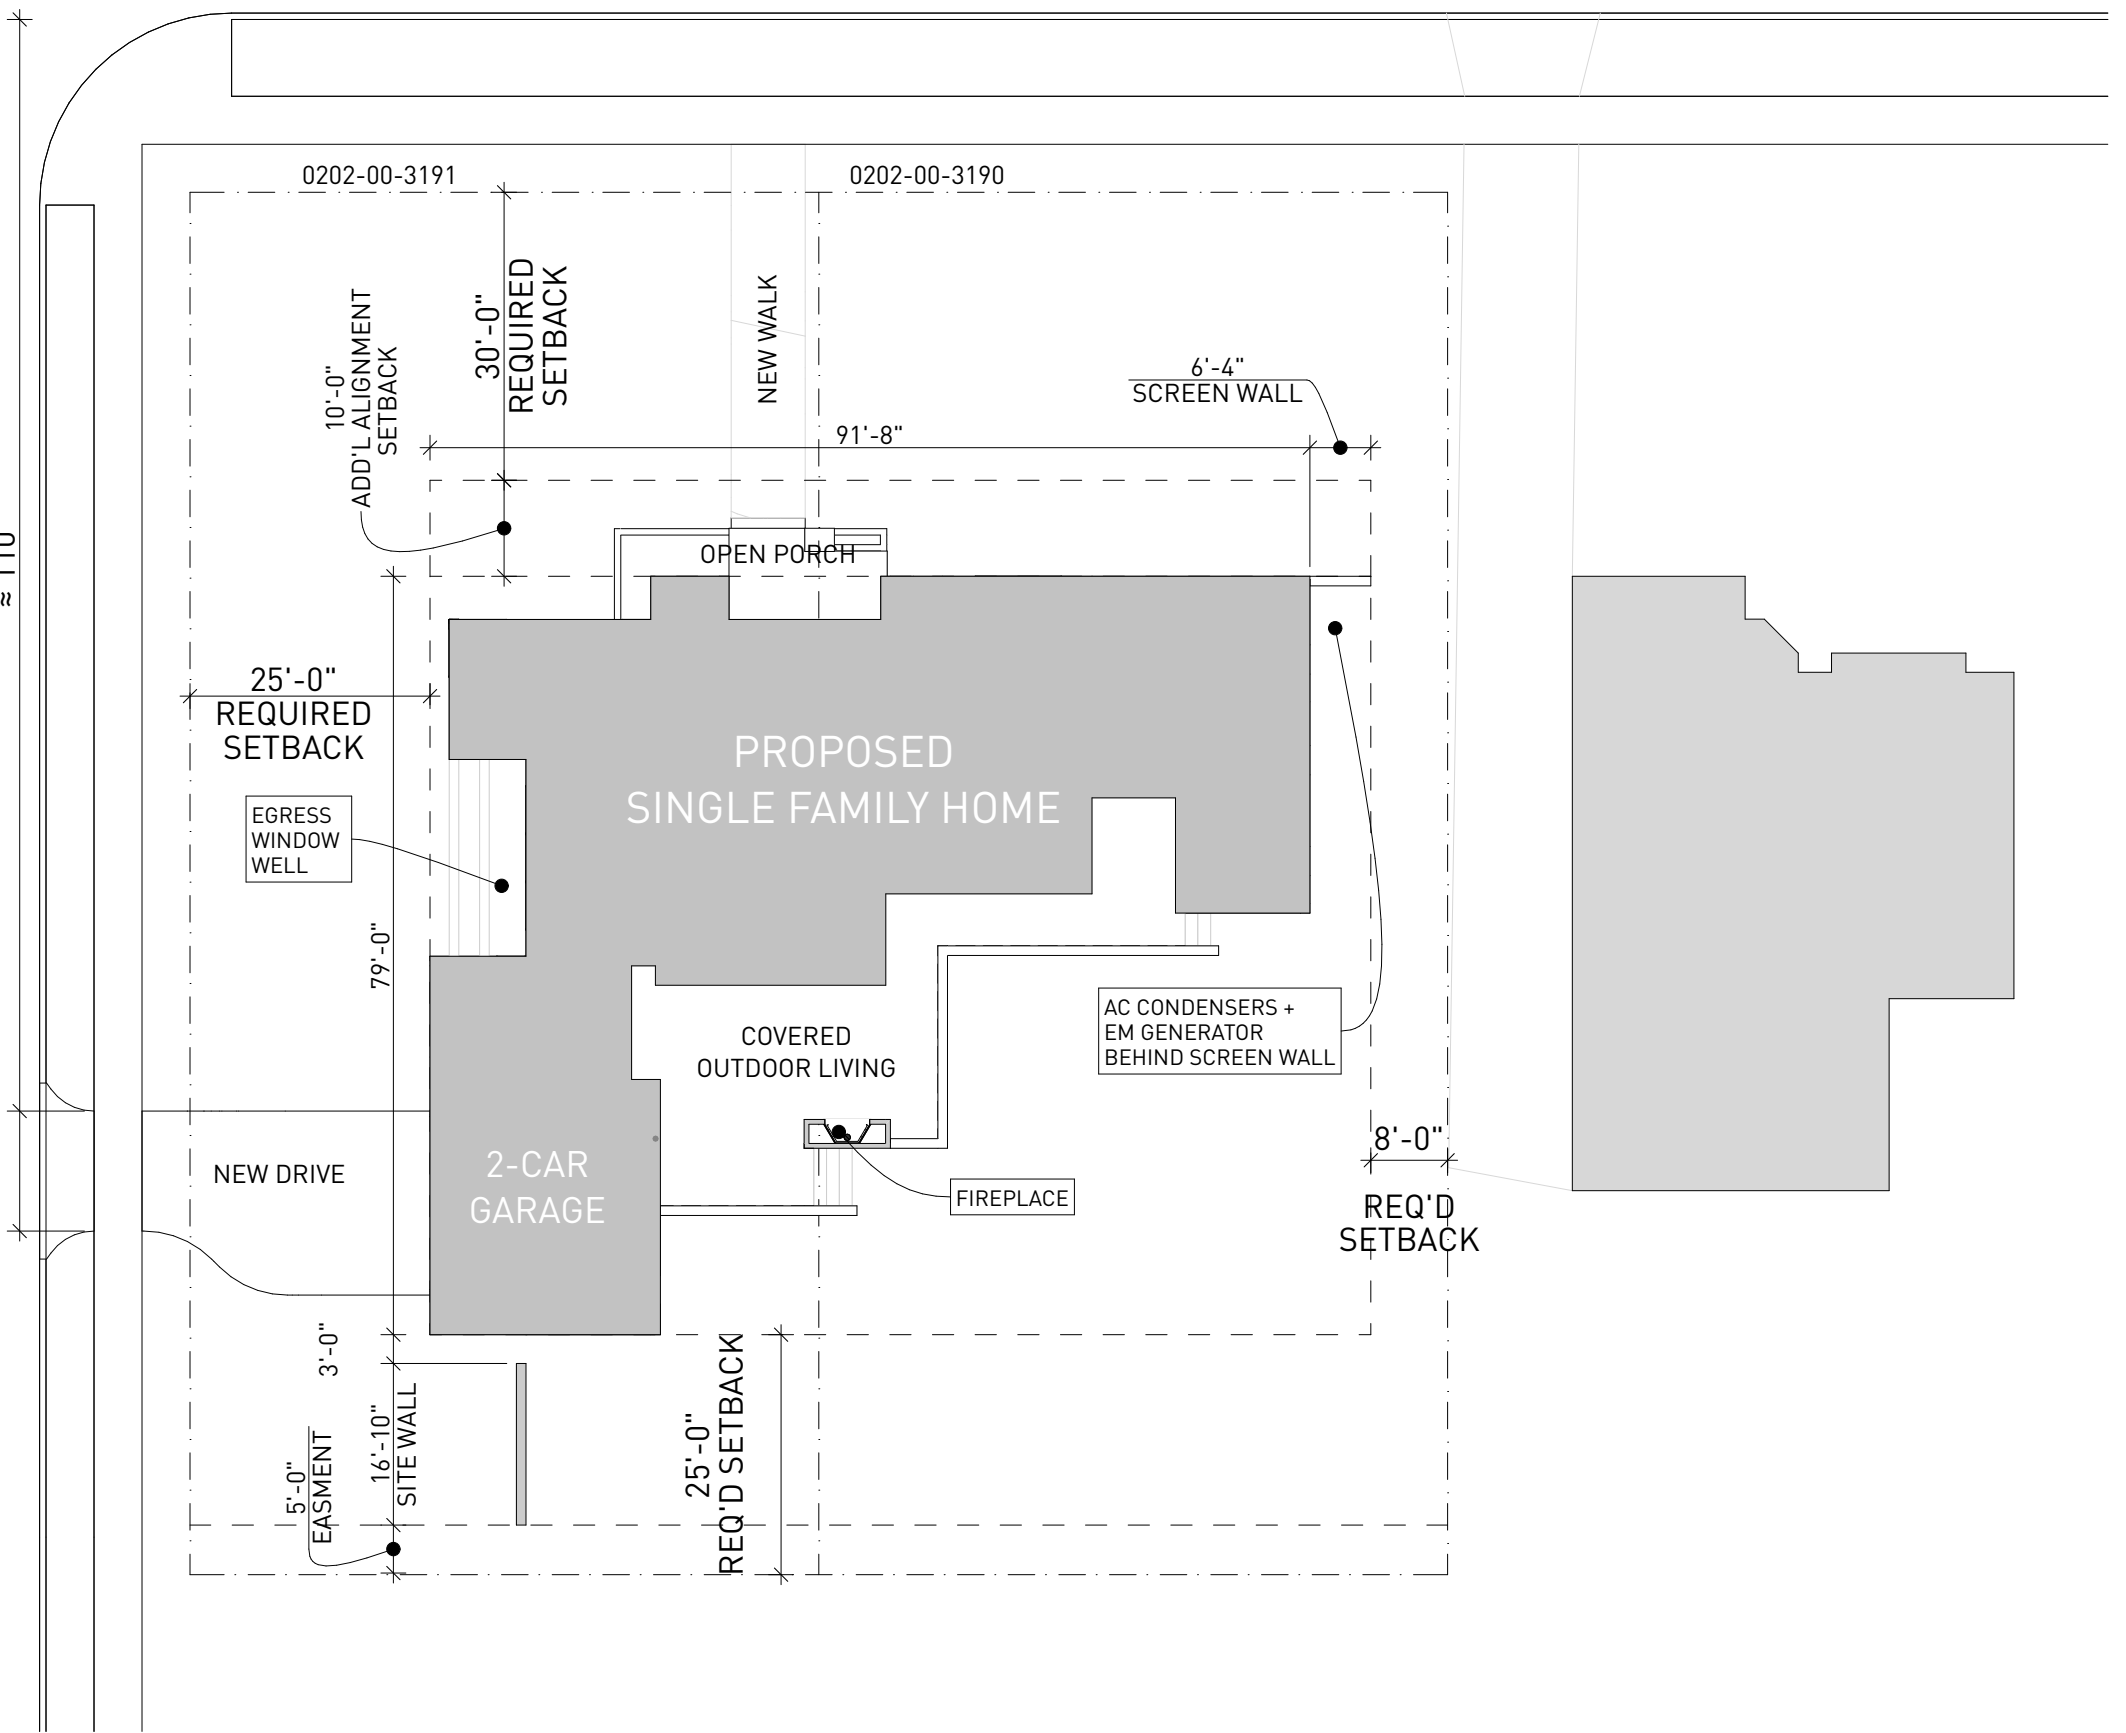 0202-00-3191
0202-00-3190
30'-0"
REQUIRED
SETBACK
10'-0"
ADD'L ALIGNMENT
SETBACK
NEW WALK
6'-4"
SCREEN WALL
91'-8"
OPEN PORCH
25'-0"
REQUIRED
SETBACK
PROPOSED
SINGLE FAMILY HOME
EGRESS
WINDOW
WELL
79'-0"
COVERED
OUTDOOR LIVING
AC CONDENSERS +
EM GENERATOR
BEHIND SCREEN WALL
8'-0"
REQ'D
SETBACK
NEW DRIVE
2-CAR
GARAGE
FIREPLACE
3'-0"
16'-10"
SITE WALL
5'-0"
EASMENT
25'-0"
REQ'D SETBACK